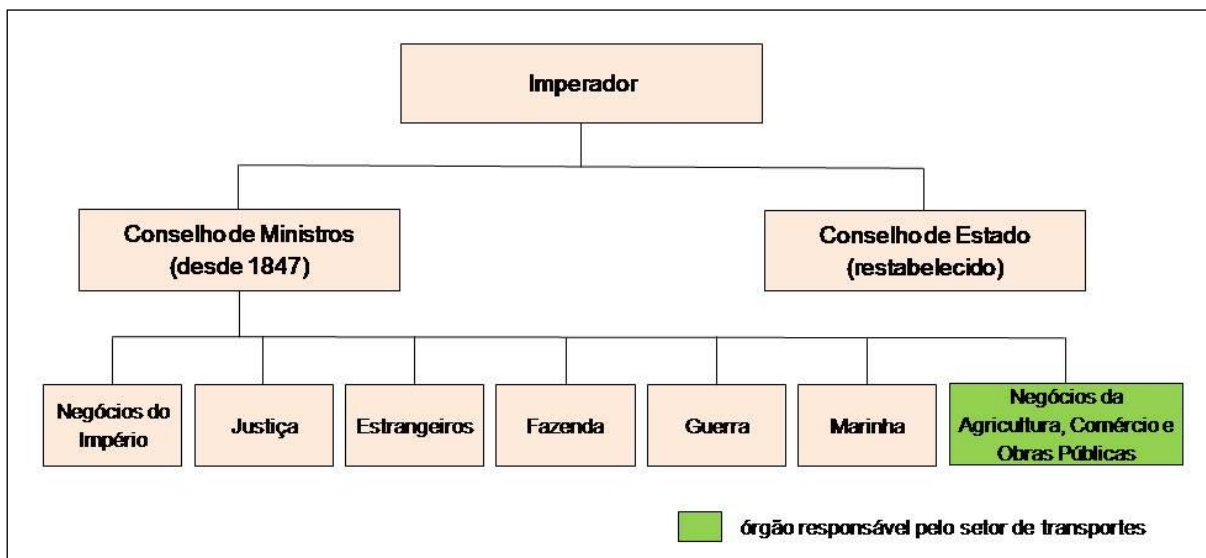 Imperador
Conselho de Ministros
(desde 1847)
Conselho de Estado
(restabelecido)
Negócios do
Império
Justiça
Estrangeiros
Fazenda
Guerra
Marinha
Negócios da
Agricultura, Comércio e
Obras Públicas
órgão responsável pelo setor de transportes